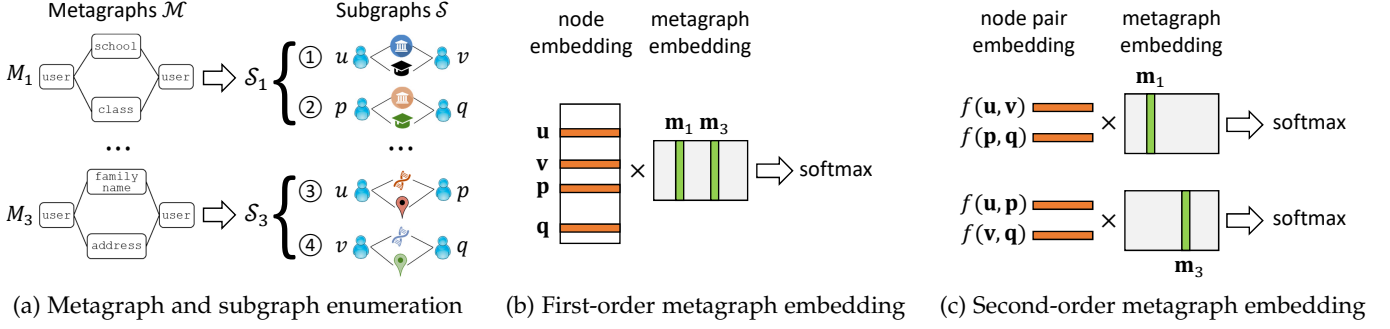 Metagraphs ℳ
Subgraphs 𝒮
M₁
user
school
class
user
𝒮₁
① u v
② p q
...
...
M₃
user
family
name
address
user
𝒮₃
③ u p
④ v q
(a) Metagraph and subgraph enumeration
node
embedding
metagraph
embedding
u
v
p
q
×
m₁ m₃
softmax
(b) First-order metagraph embedding
node pair
embedding
metagraph
embedding
f(u, v)
f(p, q)
×
m₁
softmax
f(u, p)
f(v, q)
×
m₃
softmax
(c) Second-order metagraph embedding